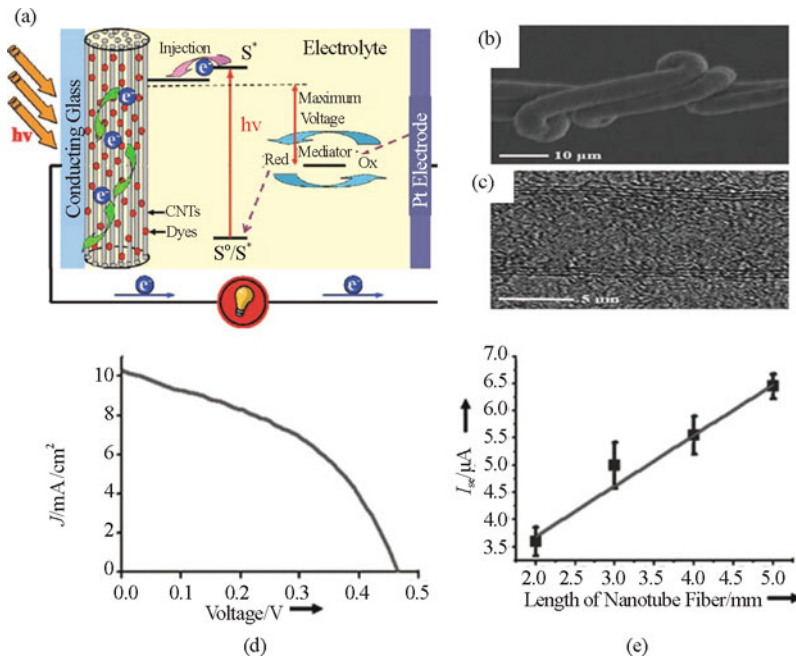 (a)
Injection
S*
Electrolyte
e⁻
Conducting Glass
e⁻
hν
e⁻
hν
Maximum
Voltage
e⁻
Red
Mediator
Ox
CNTs
Dyes
S⁰/S*
Pt Electrode
e⁻
e⁻
(b)
10 μm
(c)
5 nm
10
8
6
4
2
0
J/mA/cm²
0.0 0.1 0.2 0.3 0.4 0.5
Voltage/V
(d)
7.0
6.5
6.0
5.5
5.0
4.5
4.0
3.5
I_sc/μA
2.0 2.5 3.0 3.5 4.0 4.5 5.0
Length of Nanotube Fiber/mm
(e)